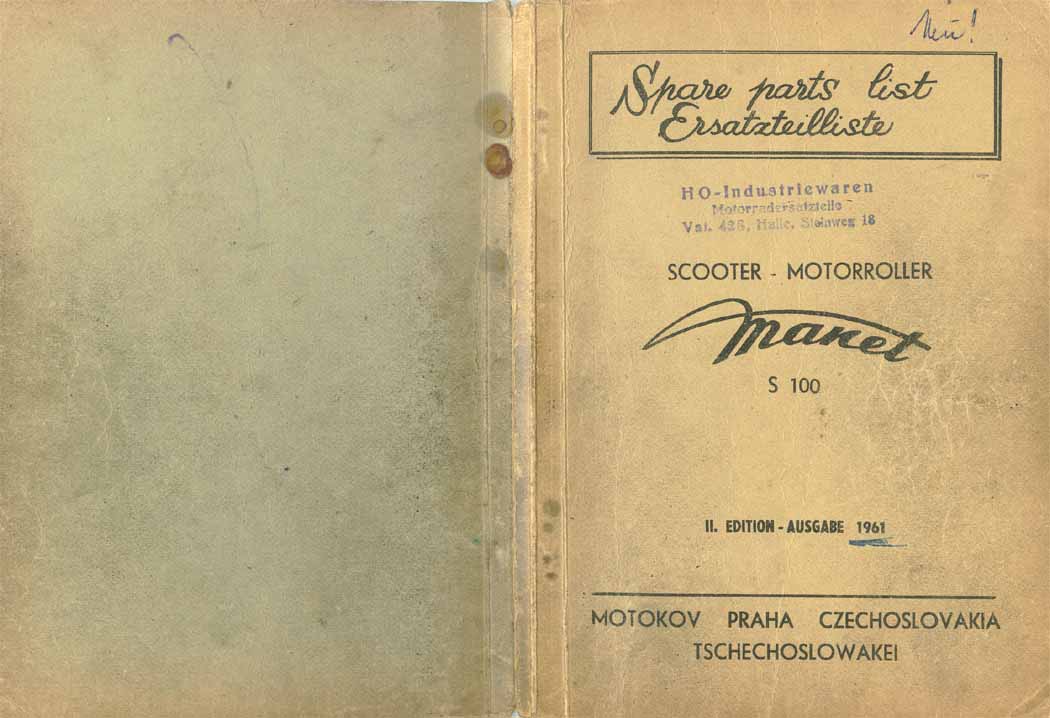 Neu!
Spare parts list
Ersatzteilliste
HO-Industriewaren
Motorradersatzteile
Val. 426, Halle, Steinweg 18
SCOOTER - MOTORROLLER
Manet
S 100
II. EDITION - AUSGABE 1961
MOTOKOV PRAHA CZECHOSLOVAKIA
TSCHECHOSLOWAKEI